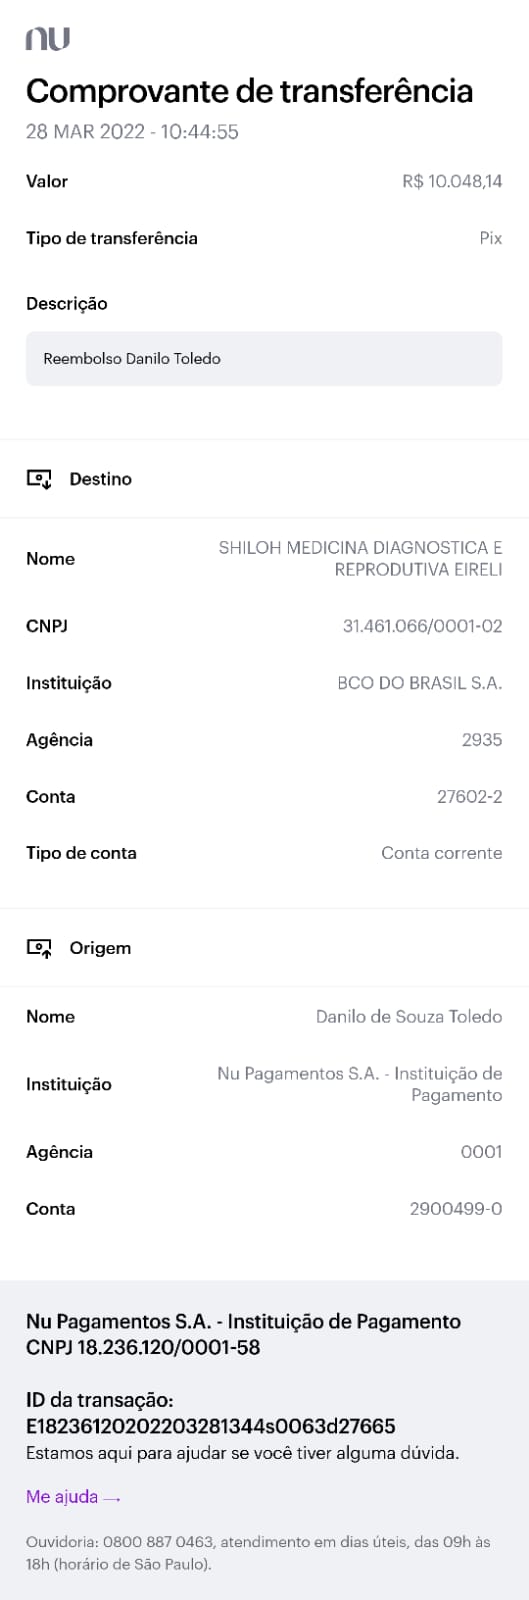 nu
Comprovante de transferência
28 MAR 2022 - 10:44:55
Valor R$ 10.048,14
Tipo de transferência Pix
Descrição
Reembolso Danilo Toledo
Destino
Nome SHILOH MEDICINA DIAGNOSTICA E
REPRODUTIVA EIRELI
CNPJ 31.461.066/0001-02
Instituição BCO DO BRASIL S.A.
Agência 2935
Conta 27602-2
Tipo de conta Conta corrente
Origem
Nome Danilo de Souza Toledo
Instituição Nu Pagamentos S.A. - Instituição de
Pagamento
Agência 0001
Conta 2900499-0
Nu Pagamentos S.A. - Instituição de Pagamento
CNPJ 18.236.120/0001-58
ID da transação:
E18236120202203281344s0063d27665
Estamos aqui para ajudar se você tiver alguma dúvida.
Me ajuda →
Ouvidoria: 0800 887 0463, atendimento em dias úteis, das 09h às
18h (horário de São Paulo).